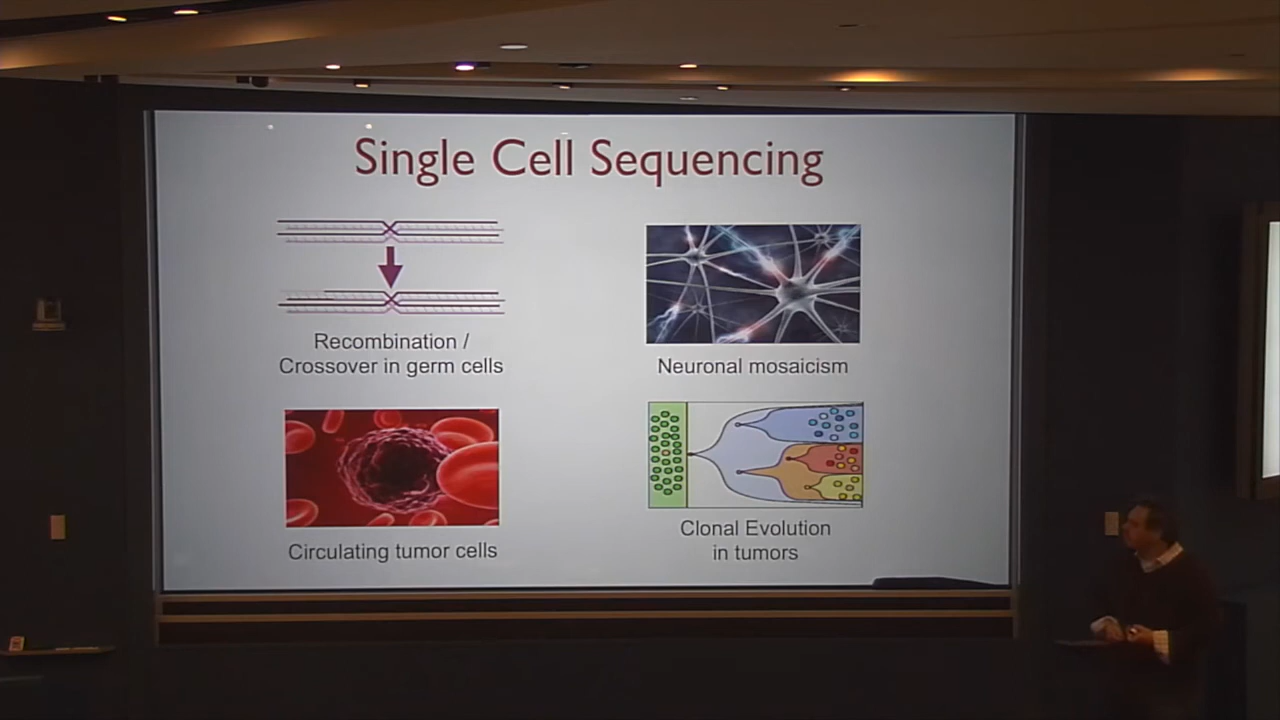 Single Cell Sequencing
Recombination /
Crossover in germ cells
Neuronal mosaicism
Circulating tumor cells
Clonal Evolution
in tumors